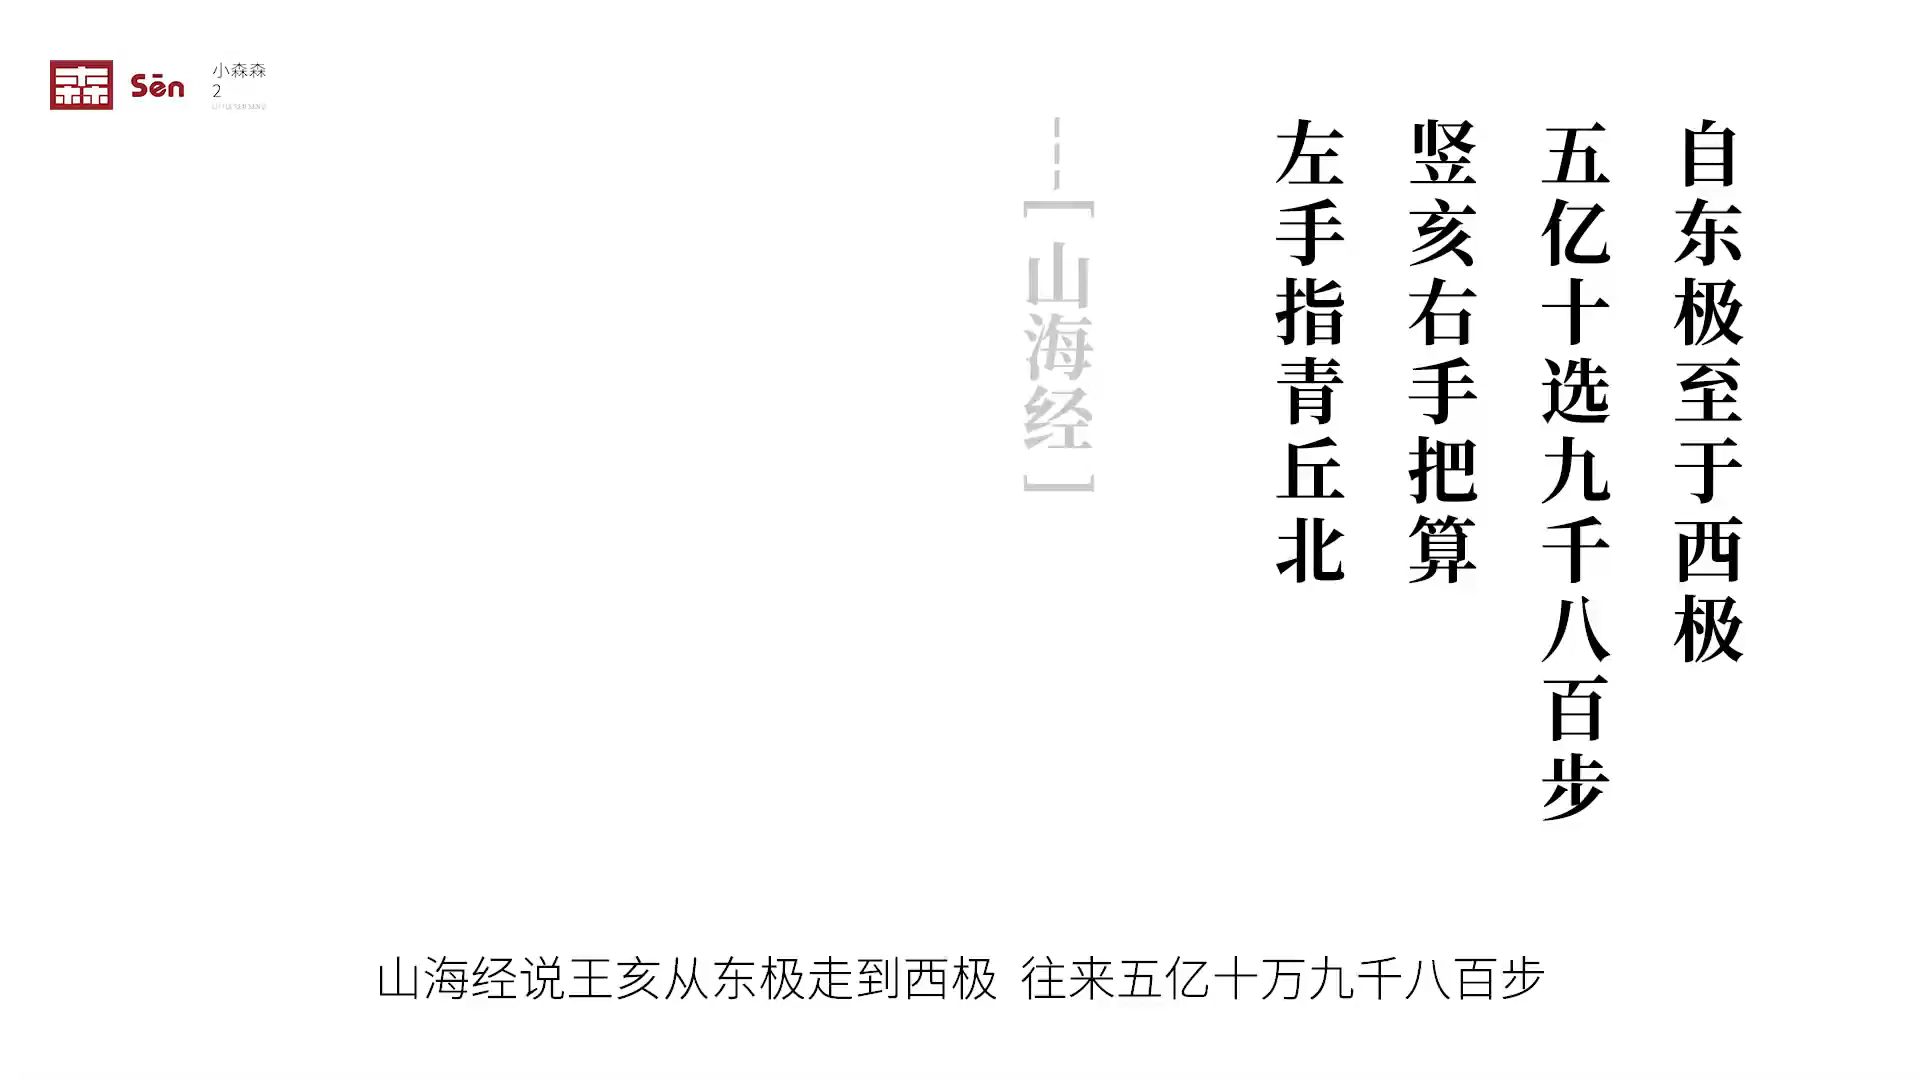 森 Sēn 小森森
2
自东极至于西极
五亿十选九千八百步
竖亥右手把算
左手指青丘北
---[山海经]
山海经说王亥从东极走到西极 往来五亿十万九千八百步